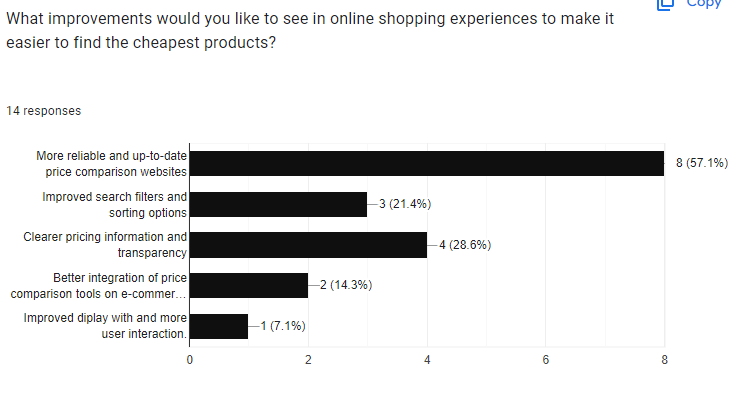 Copy
What improvements would you like to see in online shopping experiences to make it
easier to find the cheapest products?
14 responses
More reliable and up-to-date
price comparison websites
8 (57.1%)
Improved search filters and
sorting options
3 (21.4%)
Clearer pricing information and
transparency
4 (28.6%)
Better integration of price
comparison tools on e-commer…
2 (14.3%)
Improved diplay with and more
user interaction.
1 (7.1%)
0 2 4 6 8